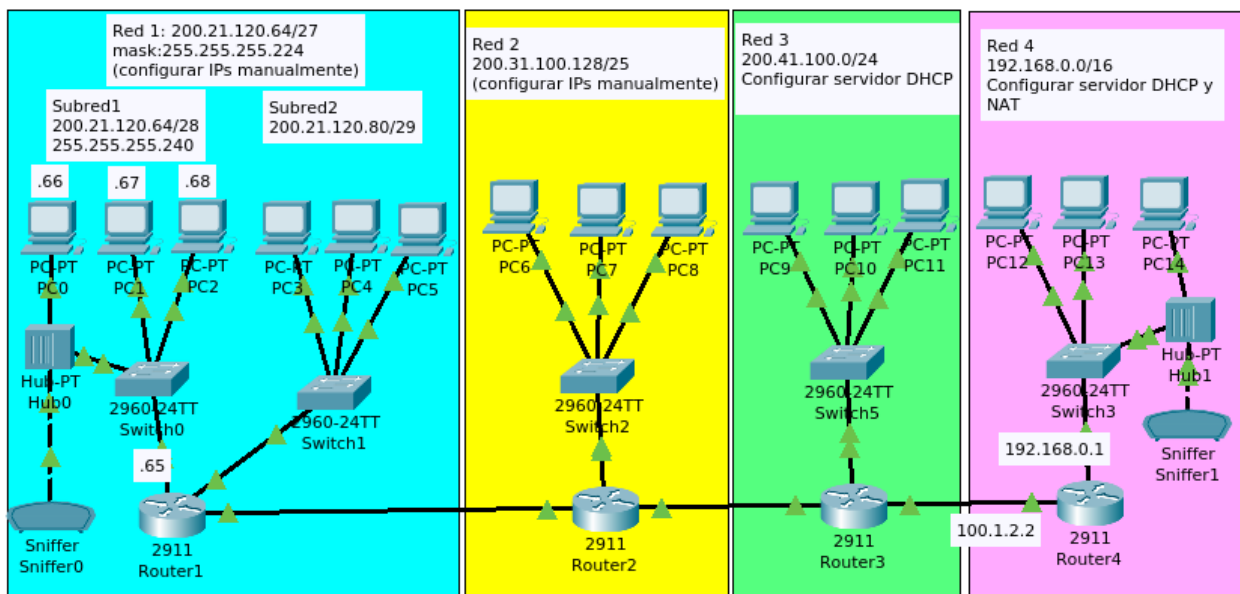 Red 1: 200.21.120.64/27
mask:255.255.255.224
(configurar IPs manualmente)
Subred1
200.21.120.64/28
255.255.255.240
Subred2
200.21.120.80/29
.66
.67
.68
PC-PT
PC0
PC-PT
PC1
PC-PT
PC2
PC-PT
PC3
PC-PT
PC4
PC-PT
PC5
Hub-PT
Hub0
2960-24TT
Switch0
2960-24TT
Switch1
.65
Sniffer
Sniffer0
2911
Router1
Red 2
200.31.100.128/25
(configurar IPs manualmente)
PC-PT
PC6
PC-PT
PC7
PC-PT
PC8
2960-24TT
Switch2
2911
Router2
Red 3
200.41.100.0/24
Configurar servidor DHCP
PC-PT
PC9
PC-PT
PC10
PC-PT
PC11
2960-24TT
Switch5
2911
Router3
Red 4
192.168.0.0/16
Configurar servidor DHCP y
NAT
PC-PT
PC12
PC-PT
PC13
PC-PT
PC14
Hub-PT
Hub1
2960-24TT
Switch3
192.168.0.1
Sniffer
Sniffer1
100.1.2.2
2911
Router4